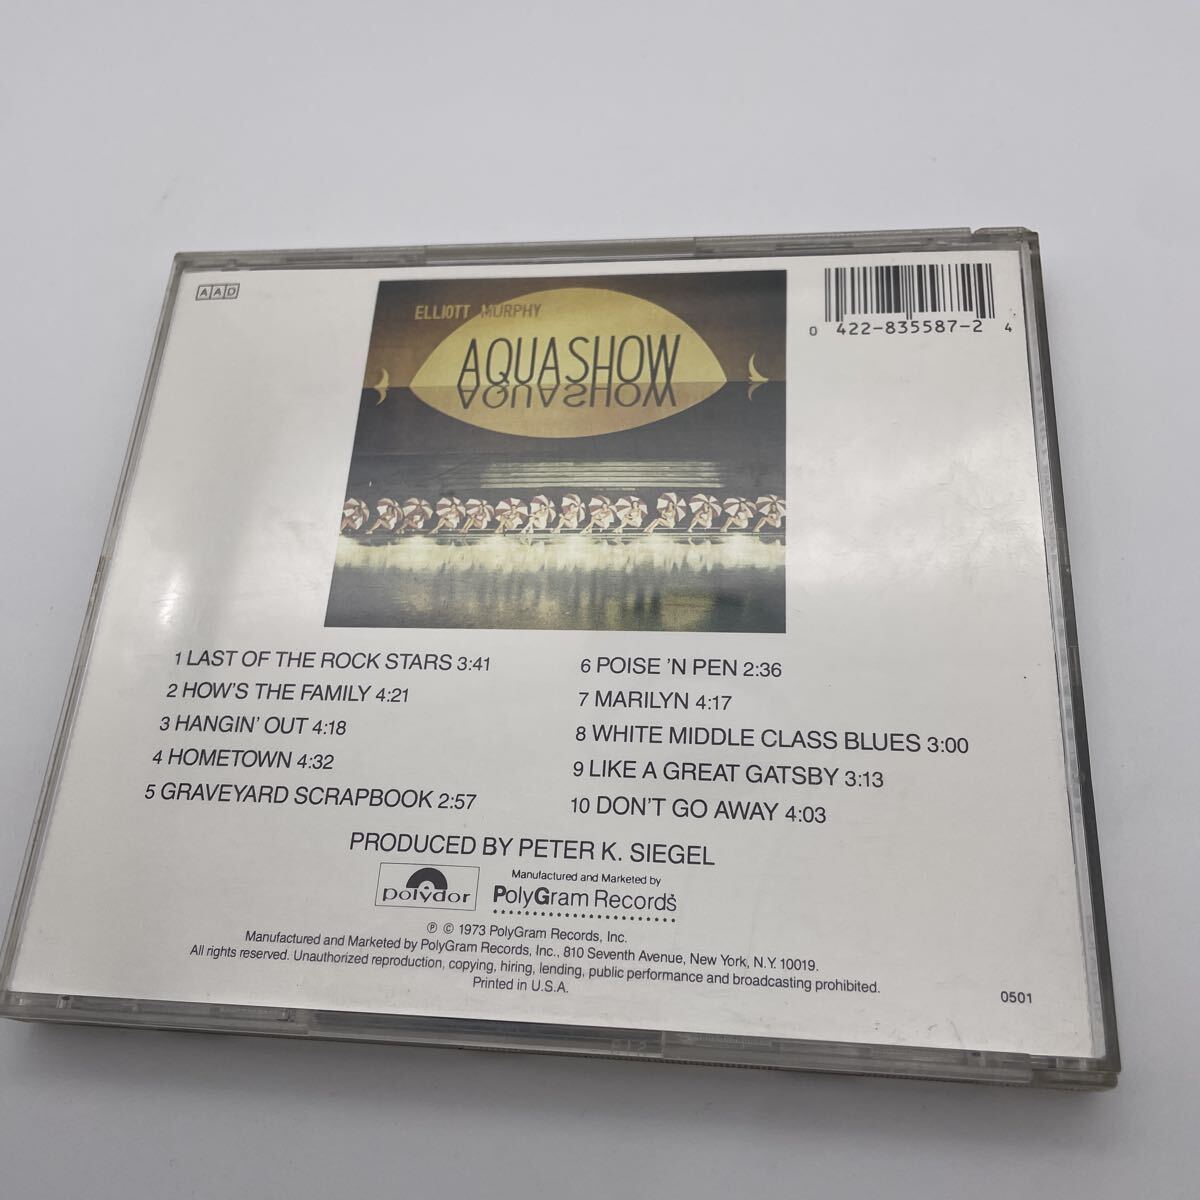 AAD
ELLIOTT MURPHY
AQUASHOW
AQUASHOW
0 422-835587-2 4
1 LAST OF THE ROCK STARS 3:41
2 HOW'S THE FAMILY 4:21
3 HANGIN' OUT 4:18
4 HOMETOWN 4:32
5 GRAVEYARD SCRAPBOOK 2:57
6 POISE 'N PEN 2:36
7 MARILYN 4:17
8 WHITE MIDDLE CLASS BLUES 3:00
9 LIKE A GREAT GATSBY 3:13
10 DON'T GO AWAY 4:03
PRODUCED BY PETER K. SIEGEL
polydor
Manufactured and Marketed by
PolyGram Records
℗ © 1973 PolyGram Records, Inc.
Manufactured and Marketed by PolyGram Records, Inc., 810 Seventh Avenue, New York, N.Y. 10019.
All rights reserved. Unauthorized reproduction, copying, hiring, lending, public performance and broadcasting prohibited.
Printed in U.S.A.
0501